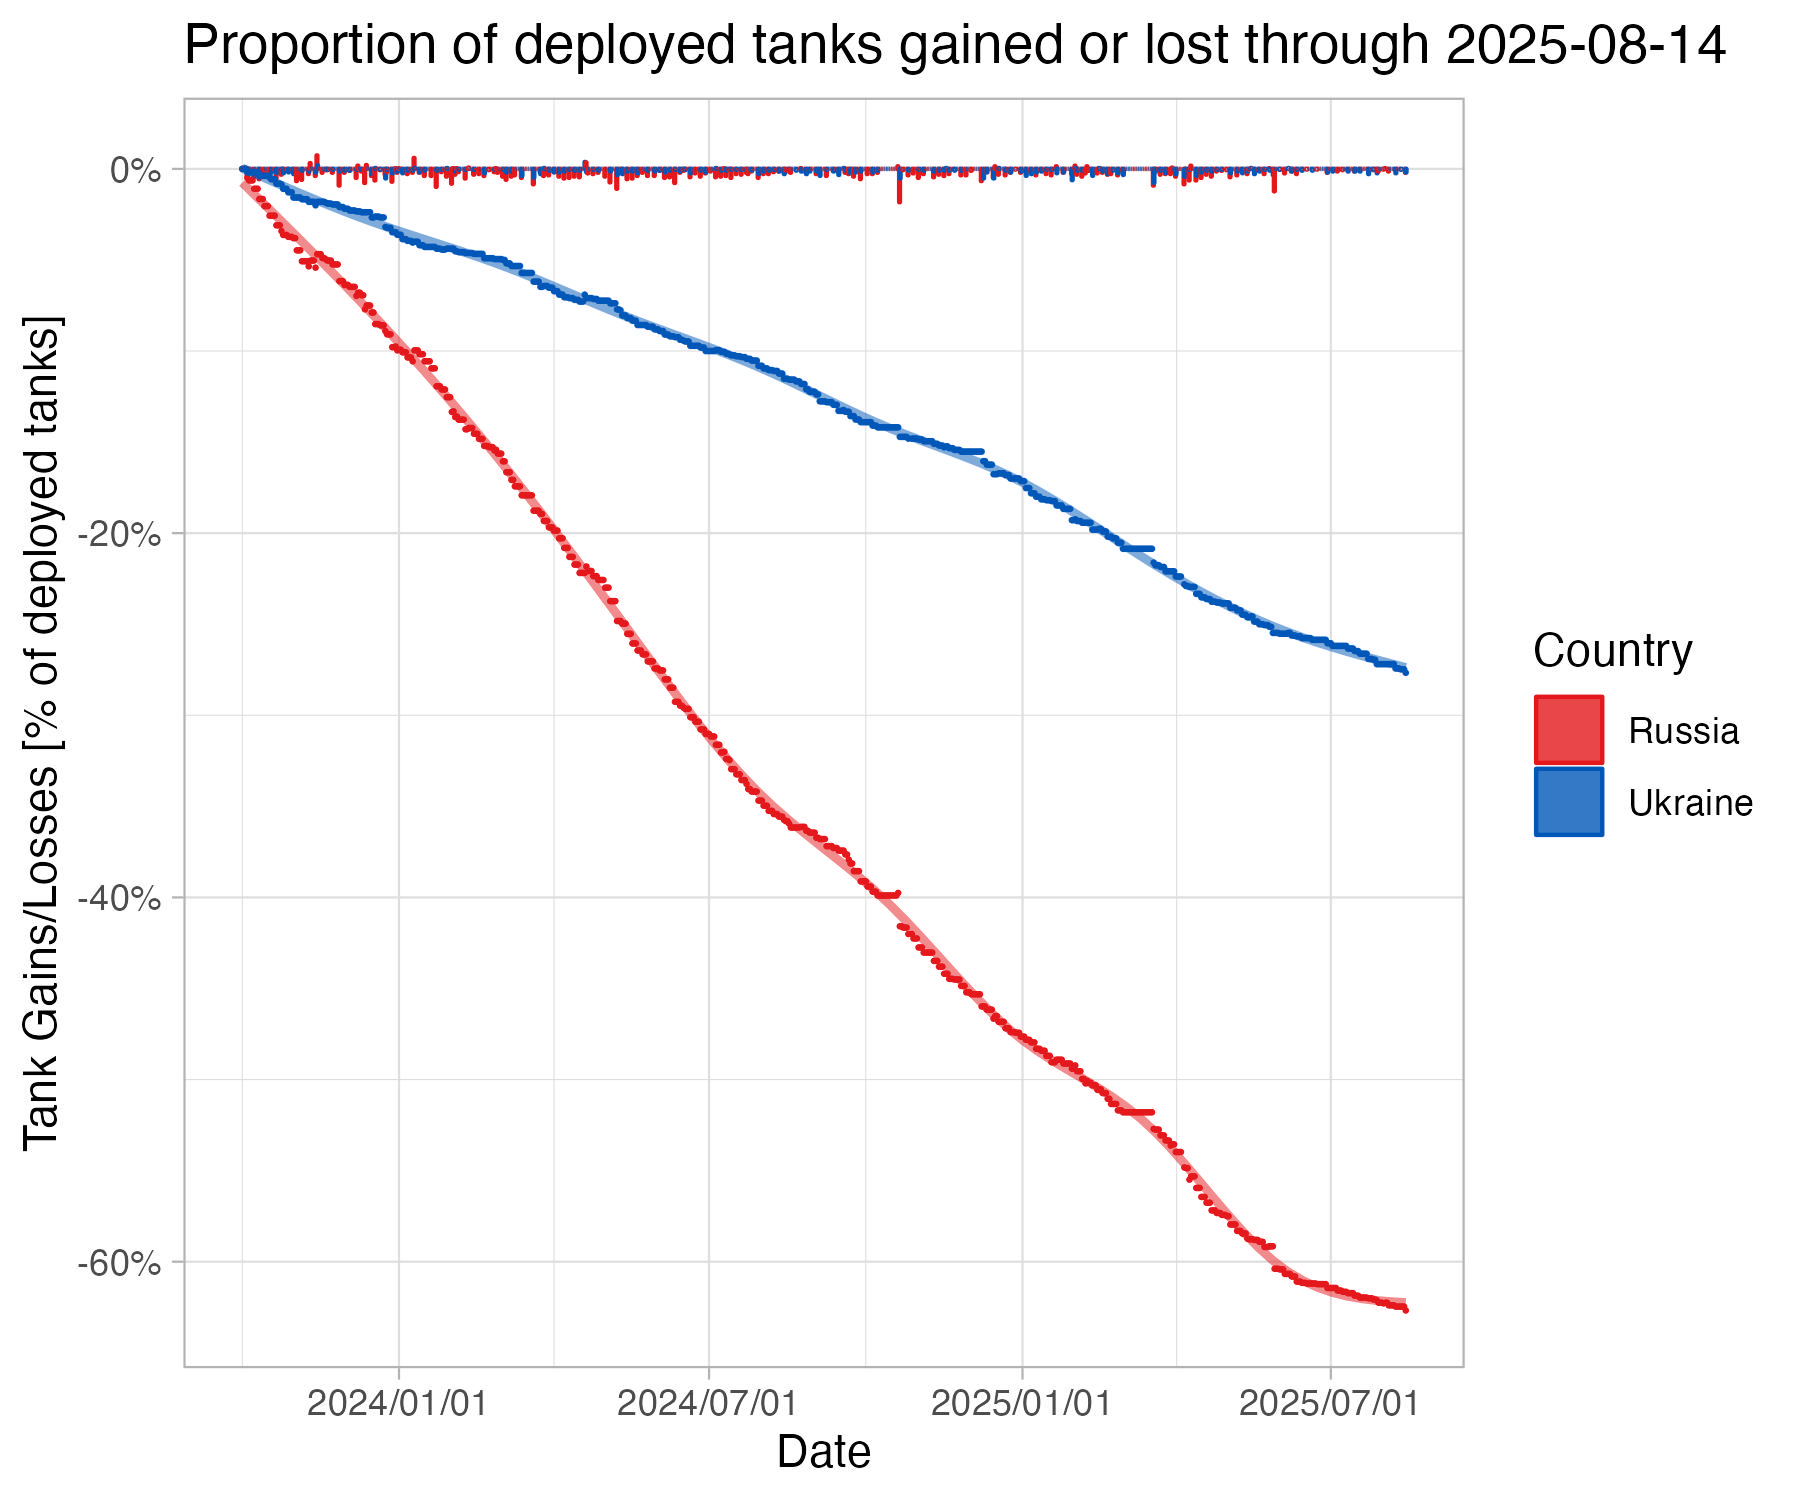 Proportion of deployed tanks gained or lost through 2025-08-14
Tank Gains/Losses [% of deployed tanks]
0%
-20%
-40%
-60%
2024/01/01
2024/07/01
2025/01/01
2025/07/01
Date
Country
Russia
Ukraine